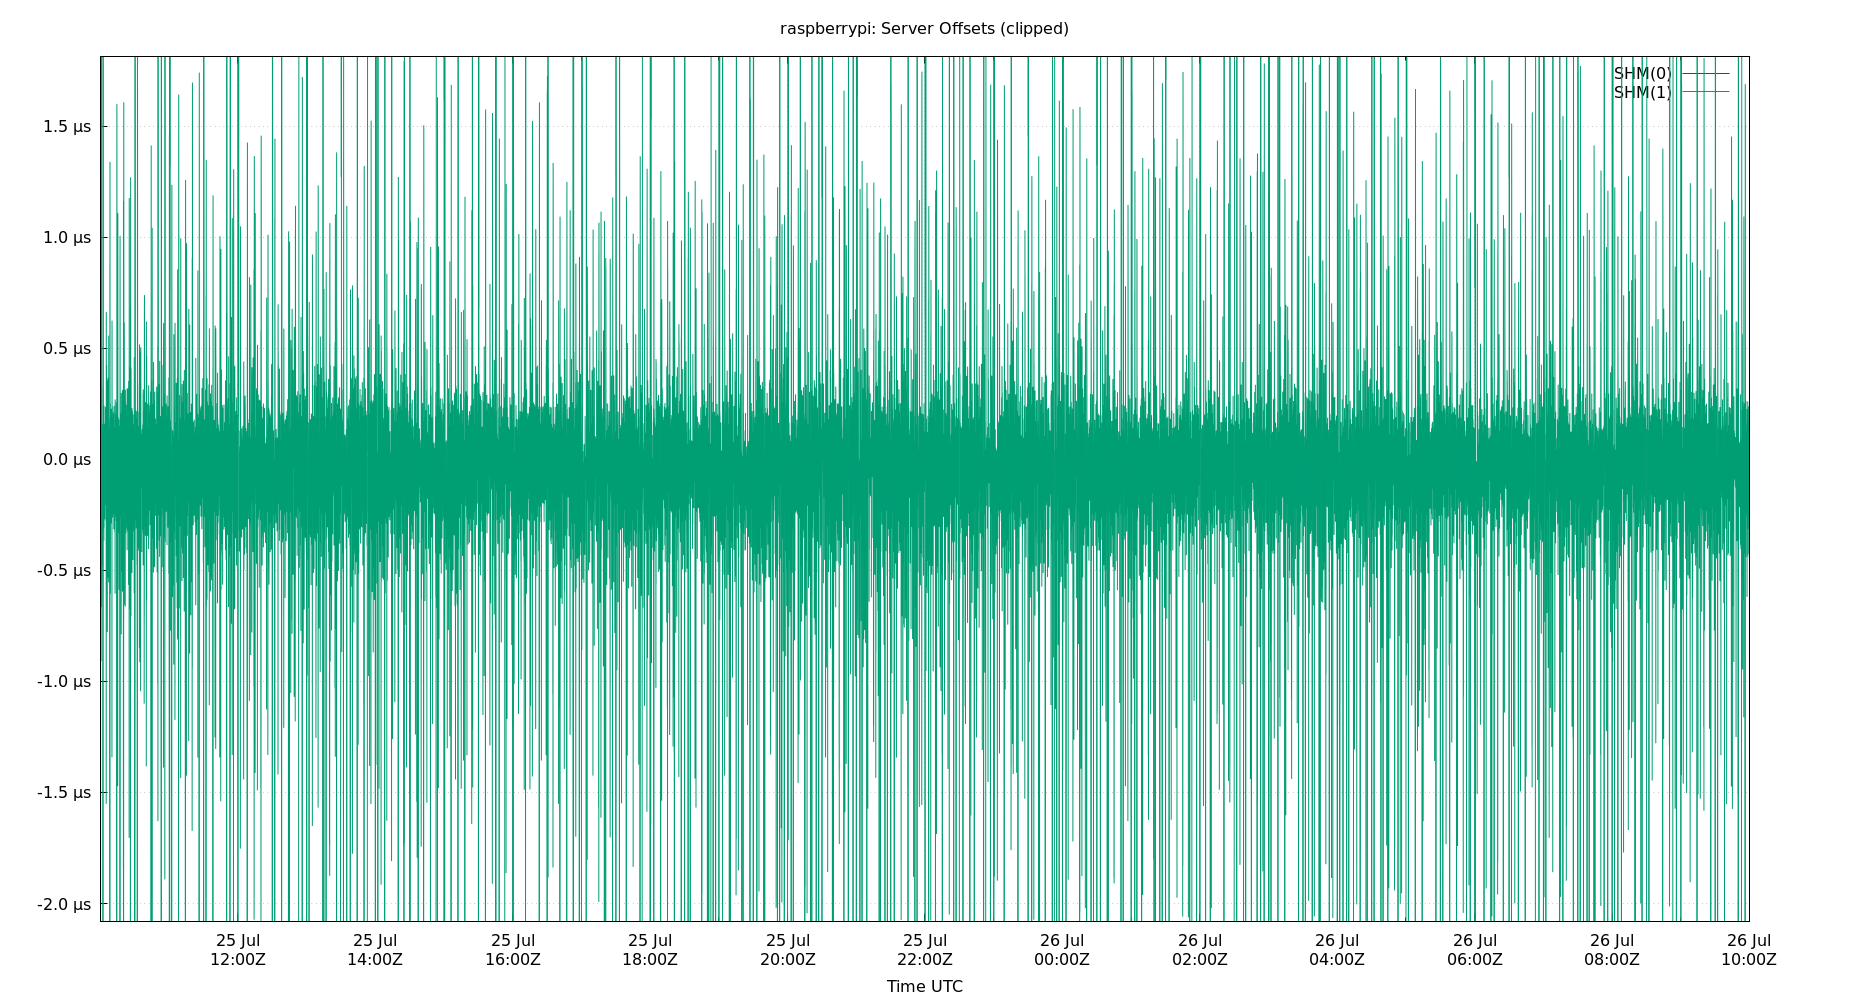 raspberrypi: Server Offsets (clipped)
SHM(0)
SHM(1)
1.5 µs
1.0 µs
0.5 µs
0.0 µs
-0.5 µs
-1.0 µs
-1.5 µs
-2.0 µs
25 Jul 25 Jul 25 Jul 25 Jul 25 Jul 25 Jul 26 Jul 26 Jul 26 Jul 26 Jul 26 Jul 26 Jul
12:00Z 14:00Z 16:00Z 18:00Z 20:00Z 22:00Z 00:00Z 02:00Z 04:00Z 06:00Z 08:00Z 10:00Z
Time UTC